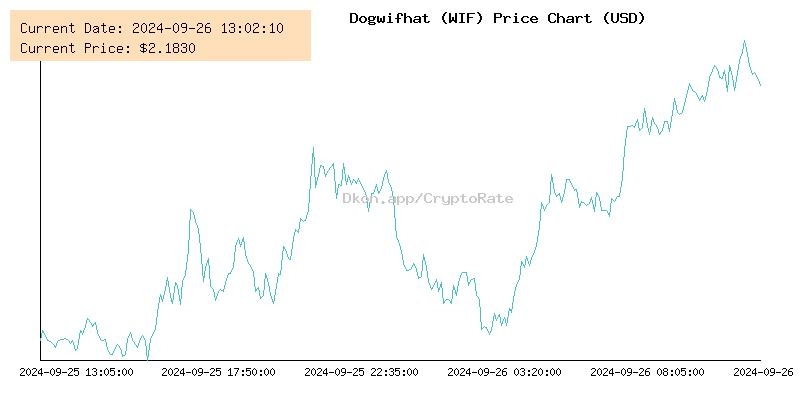 Dogwifhat (WIF) Price Chart (USD)
Current Date: 2024-09-26 13:02:10
Current Price: $2.1830
Dkch.app/CryptoRate
2024-09-25 13:05:00
2024-09-25 17:50:00
2024-09-25 22:35:00
2024-09-26 03:20:00
2024-09-26 08:05:00
2024-09-26